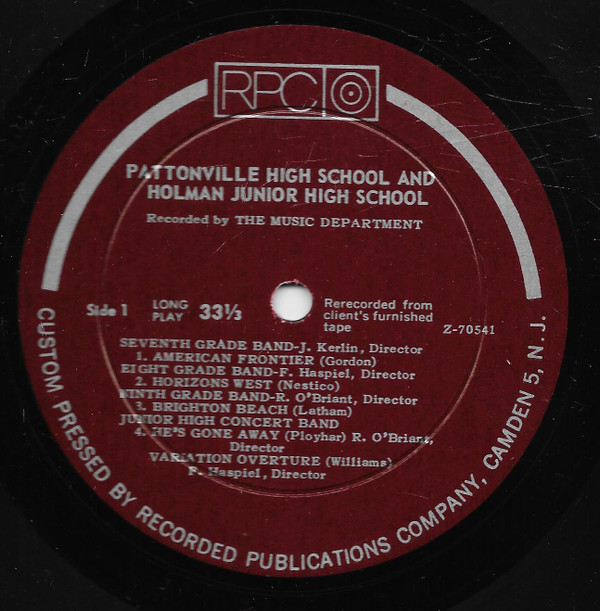 RPC
PATTONVILLE HIGH SCHOOL AND
HOLMAN JUNIOR HIGH SCHOOL
Recorded by THE MUSIC DEPARTMENT
Side 1
LONG
PLAY
33⅓
Rerecorded from
client's furnished
tape
Z-70541
SEVENTH GRADE BAND-J. Kerlin, Director
1. AMERICAN FRONTIER (Gordon)
EIGHT GRADE BAND-F. Haspiel, Director
2. HORIZONS WEST (Nestico)
NINTH GRADE BAND-R. O'Briant, Director
3. BRIGHTON BEACH (Latham)
JUNIOR HIGH CONCERT BAND
4. HE'S GONE AWAY (Ployhar) R. O'Briant,
Director
VARIATION OVERTURE (Williams)
F. Haspiel, Director
CUSTOM PRESSED BY RECORDED PUBLICATIONS COMPANY, CAMDEN 5, N. J.